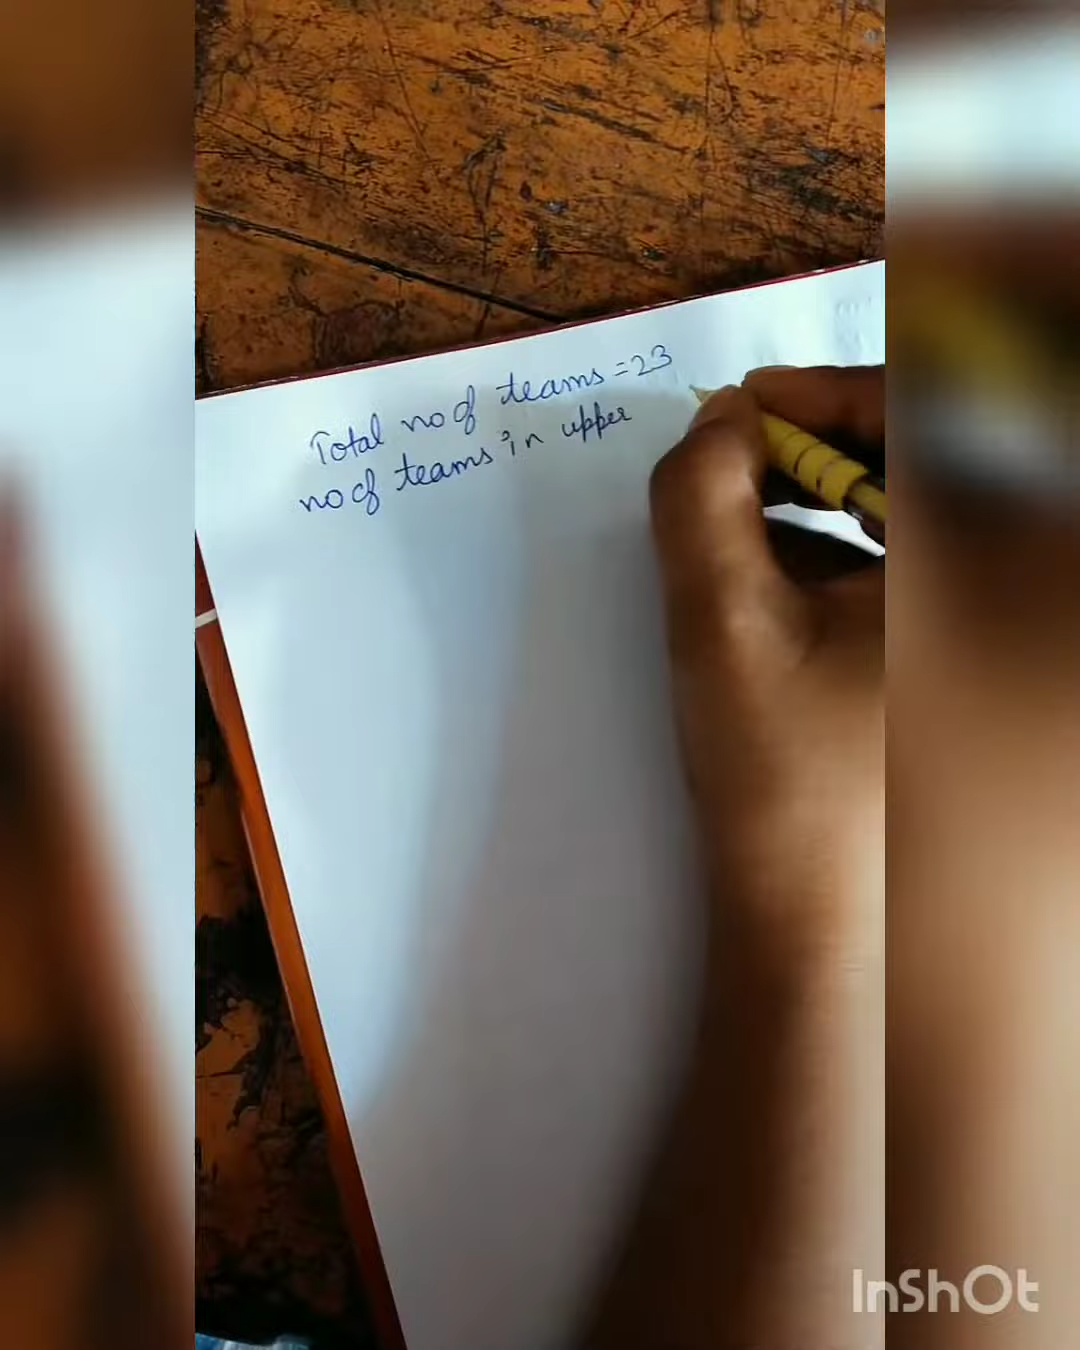 Total no of teams = 23
no of teams in upper
InShOt